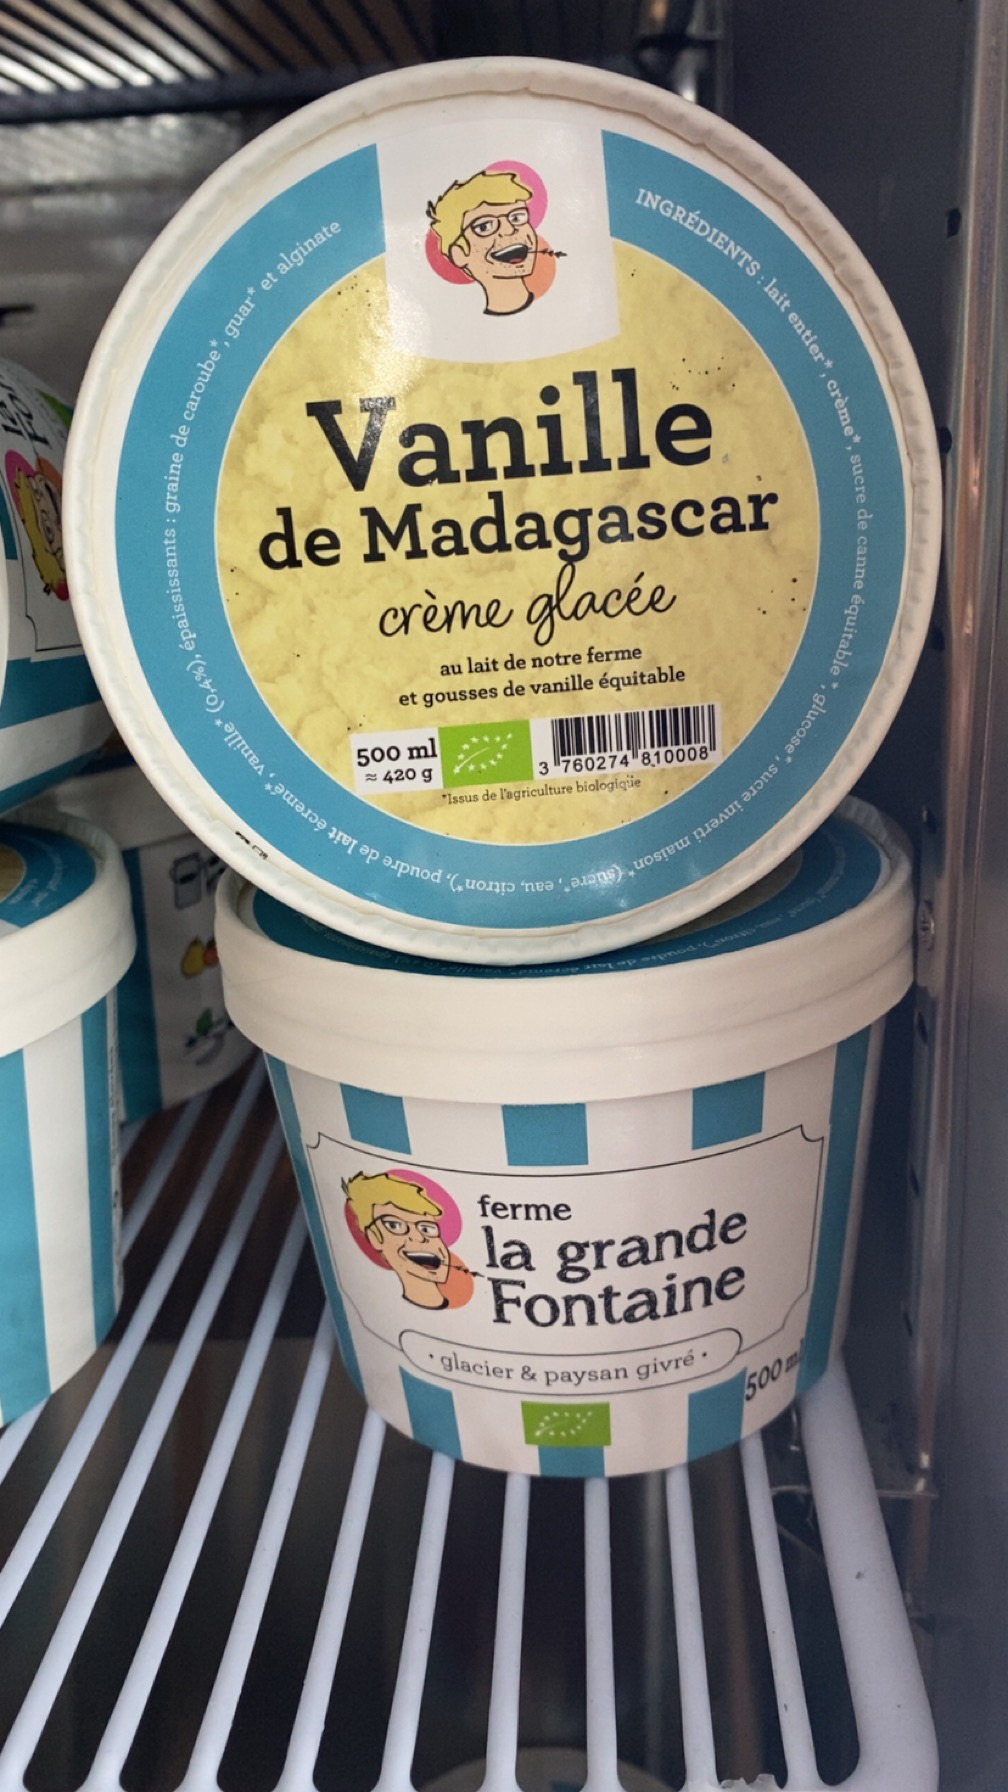 INGRÉDIENTS : lait entier*, crème*, sucre de canne équitable*, glucose*, sucre inverti maison* (sucre*, eau, citron*), poudre de lait écrémé*, vanille* (0,4%), épaississants : graine de caroube*, guar* et alginate
Vanille
de Madagascar
crème glacée
au lait de notre ferme
et gousses de vanille équitable
500 ml
≈ 420 g
3 760274 810008
*Issus de l'agriculture biologique
ferme
la grande
Fontaine
• glacier & paysan givré •
500 ml